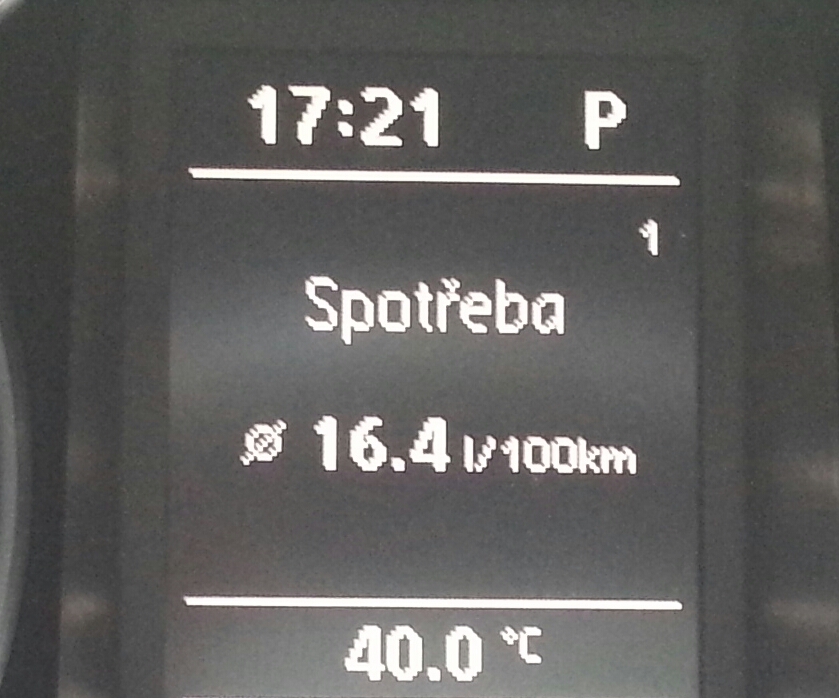 17:21 P
1
Spotřeba
Ø 16.4 l/100km
40.0 °C